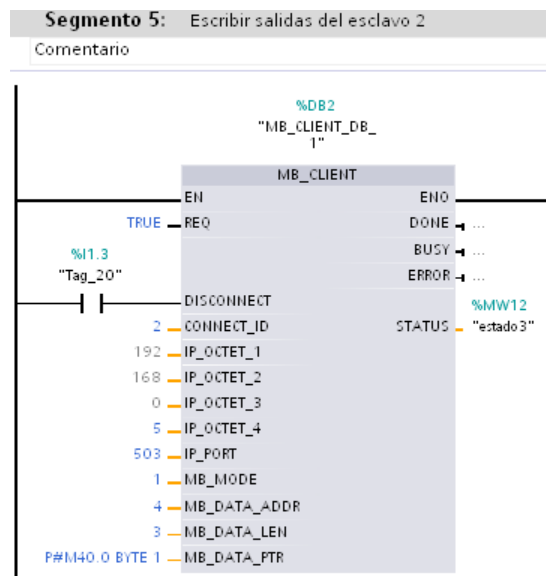 Segmento 5: Escribir salidas del esclavo 2
Comentario
%DB2
"MB_CLIENT_DB_
1"
MB_CLIENT
EN ENO
TRUE REQ DONE ...
BUSY ...
%I1.3
"Tag_20" ERROR ...
DISCONNECT %MW12
2 CONNECT_ID STATUS "estado3"
192 IP_OCTET_1
168 IP_OCTET_2
0 IP_OCTET_3
5 IP_OCTET_4
503 IP_PORT
1 MB_MODE
4 MB_DATA_ADDR
3 MB_DATA_LEN
P#M40.0 BYTE 1 MB_DATA_PTR